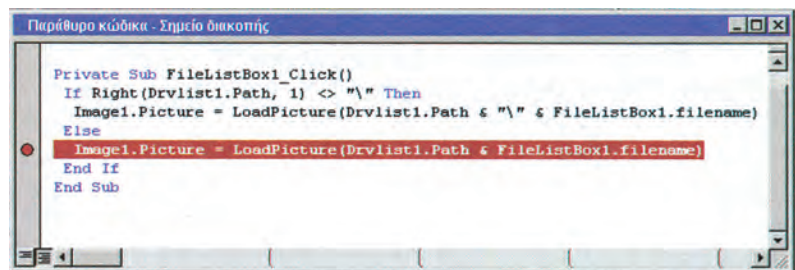 Παράθυρο κώδικα - Σημείο διακοπής
Private Sub FileListBox1_Click()
If Right(Drvlist1.Path, 1) <> "\" Then
Image1.Picture = LoadPicture(Drvlist1.Path & "\" & FileListBox1.filename)
Else
Image1.Picture = LoadPicture(Drvlist1.Path & FileListBox1.filename)
End If
End Sub